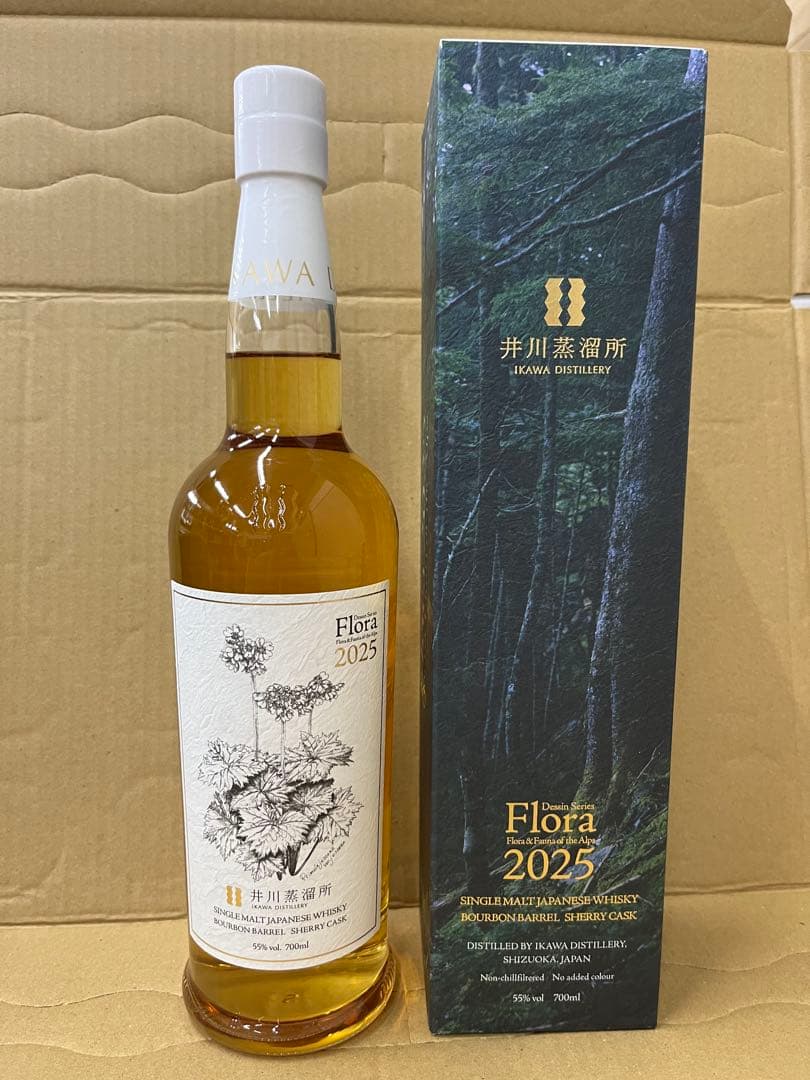 KAWA
Dessin Series
Flora
Flora & Fauna of the Alps
2025
井川蒸溜所
IKAWA DISTILLERY
SINGLE MALT JAPANESE WHISKY
BOURBON BARREL SHERRY CASK
55% vol. 700ml
井川蒸溜所
IKAWA DISTILLERY
Dessin Series
Flora
Flora & Fauna of the Alps
2025
SINGLE MALT JAPANESE WHISKY
BOURBON BARREL SHERRY CASK
DISTILLED BY IKAWA DISTILLERY,
SHIZUOKA, JAPAN
Non-chillfiltered No added colour
55% vol 700ml